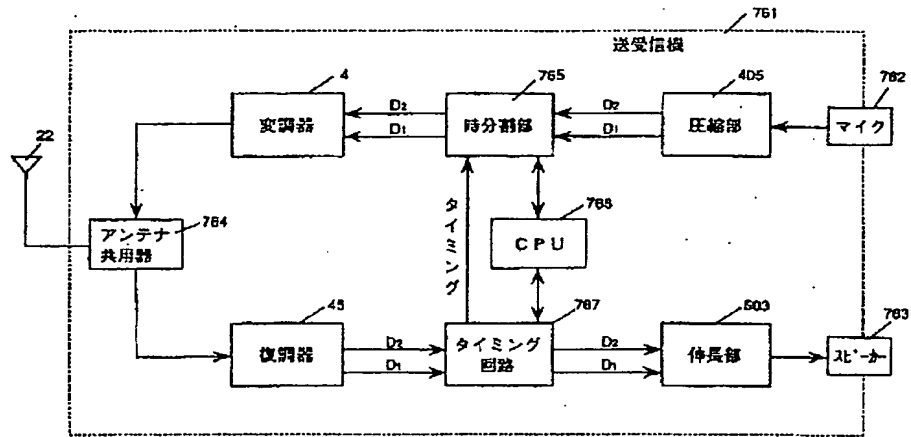 761
送受信機
4
765
405
762
変調器
D2
D1
時分割部
D2
D1
圧縮部
マイク
22
764
アンテナ
共用器
タイミング
766
CPU
45
767
503
763
復調器
D2
D1
タイミング
回路
D2
D1
伸長部
スピーカー